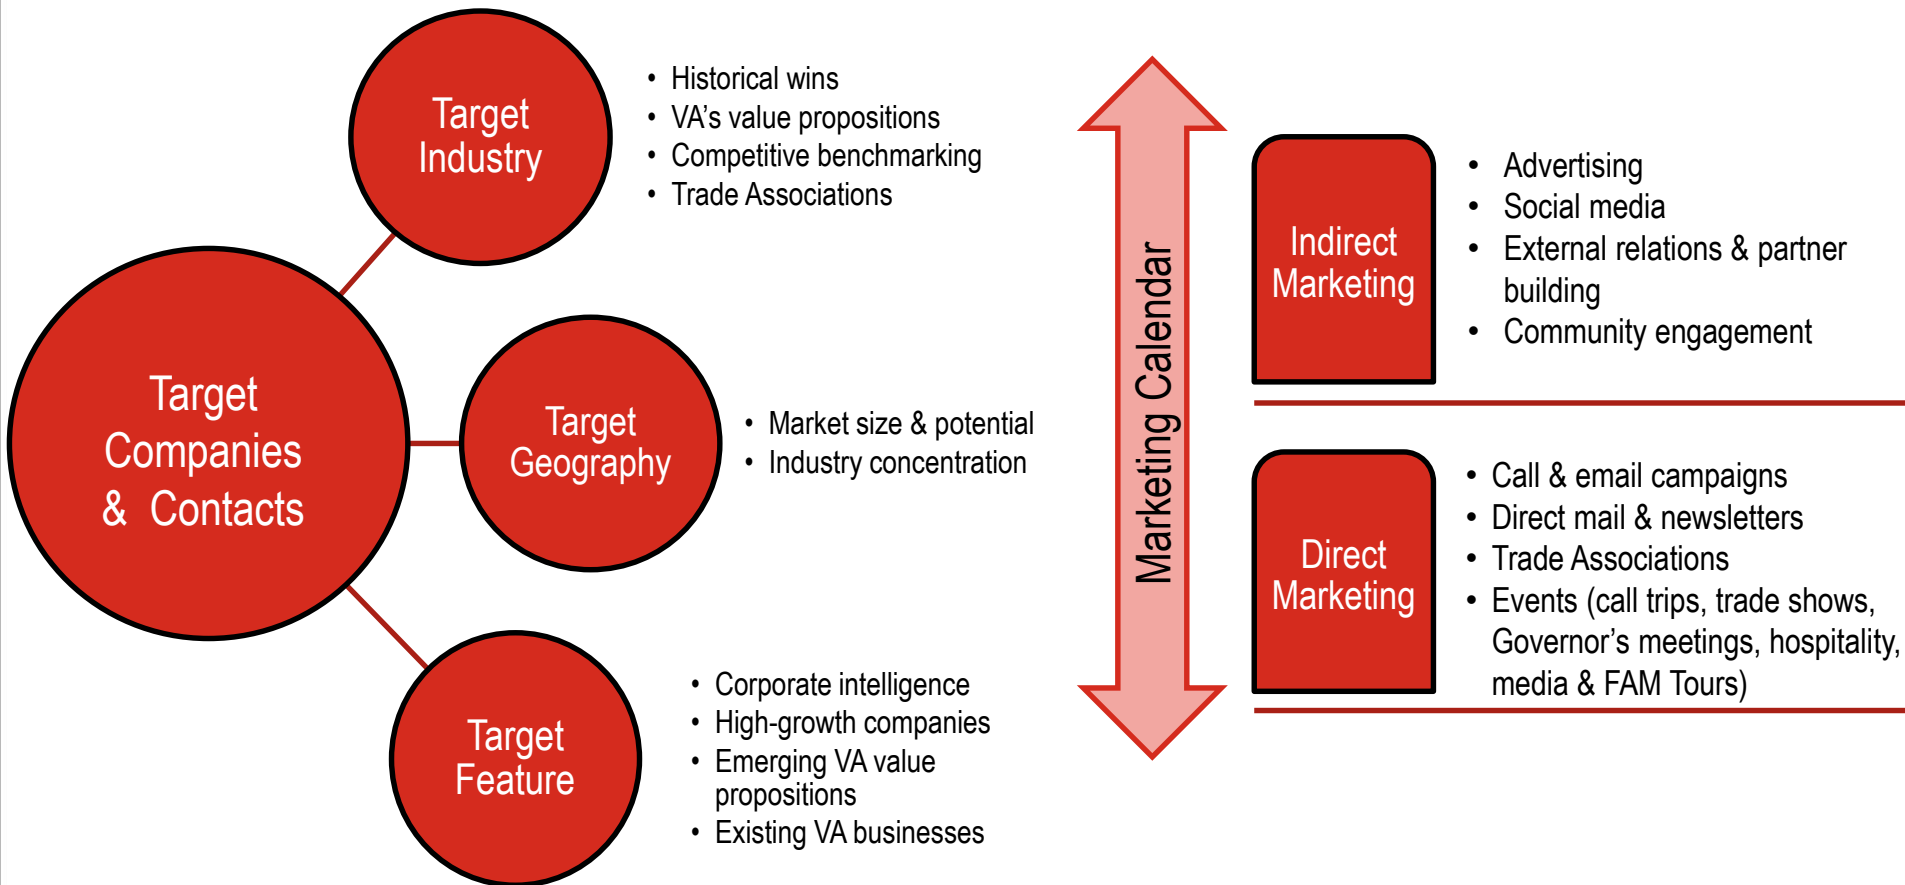 Target
Industry
• Historical wins
• VA’s value propositions
• Competitive benchmarking
• Trade Associations
Target
Companies
& Contacts
Target
Geography
• Market size & potential
• Industry concentration
Target
Feature
• Corporate intelligence
• High-growth companies
• Emerging VA value
propositions
• Existing VA businesses
Marketing Calendar
Indirect
Marketing
• Advertising
• Social media
• External relations & partner
building
• Community engagement
Direct
Marketing
• Call & email campaigns
• Direct mail & newsletters
• Trade Associations
• Events (call trips, trade shows,
Governor’s meetings, hospitality,
media & FAM Tours)